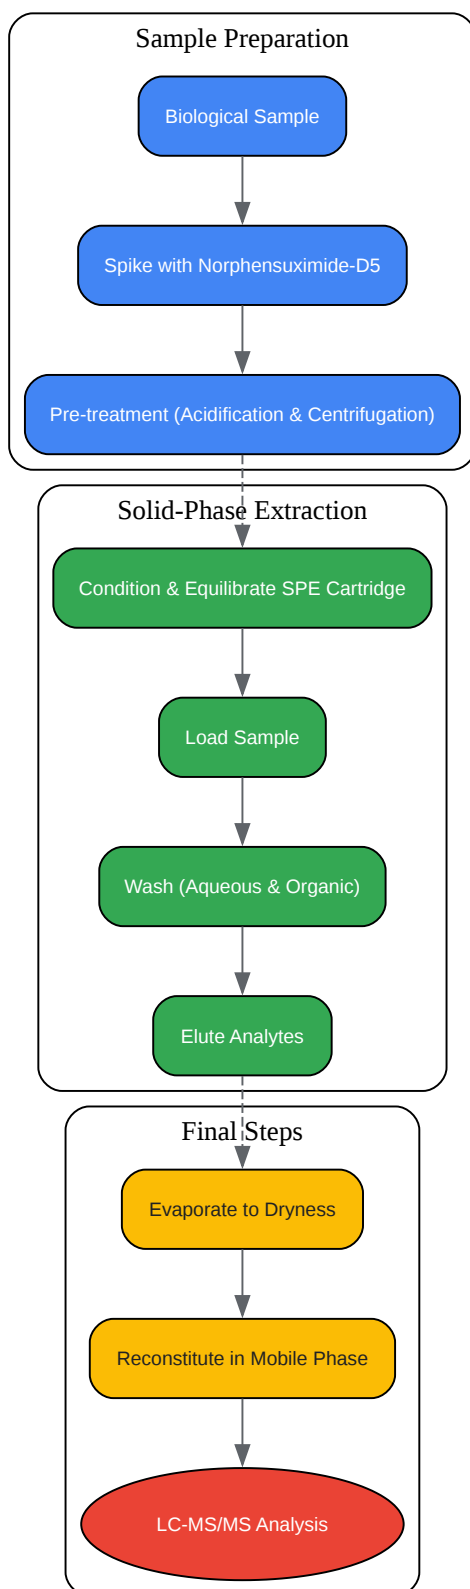 Sample Preparation
Biological Sample
Spike with Norphensuximide-D5
Pre-treatment (Acidification & Centrifugation)
Solid-Phase Extraction
Condition & Equilibrate SPE Cartridge
Load Sample
Wash (Aqueous & Organic)
Elute Analytes
Final Steps
Evaporate to Dryness
Reconstitute in Mobile Phase
LC-MS/MS Analysis